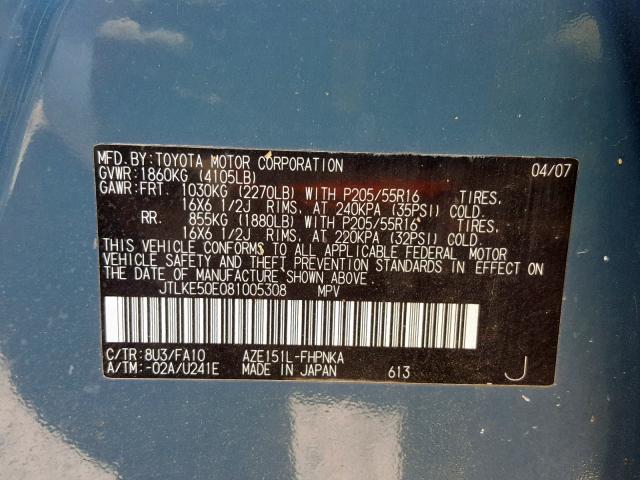 MFD.BY:TOYOTA MOTOR CORPORATION 04/07
GVWR:1860KG (4105LB)
GAWR:FRT. 1030KG (2270LB) WITH P205/55R16 TIRES,
16X6 1/2J RIMS, AT 240KPA (35PSI) COLD.
RR. 855KG (1880LB) WITH P205/55R16 TIRES,
16X6 1/2J RIMS, AT 220KPA (32PSI) COLD.
THIS VEHICLE CONFORMS TO ALL APPLICABLE FEDERAL MOTOR
VEHICLE SAFETY AND THEFT PREVENTION STANDARDS IN EFFECT ON
THE DATE OF MANUFACTURE SHOWN ABOVE.
JTLKE50E081005308 MPV
C/TR:8U3/FA10 AZE151L-FHPNKA
A/TM:-02A/U241E MADE IN JAPAN 613 J